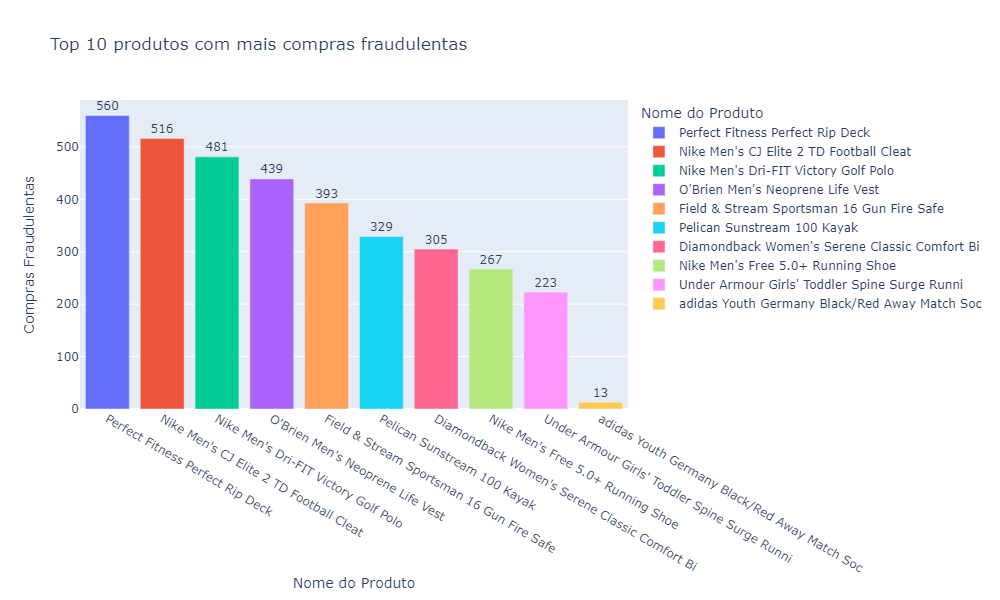 Top 10 produtos com mais compras fraudulentas
Compras Fraudulentas
500
400
300
200
100
0
560
516
481
439
393
329
305
267
223
13
Perfect Fitness Perfect Rip Deck
Nike Men's CJ Elite 2 TD Football Cleat
Nike Men's Dri-FIT Victory Golf Polo
O'Brien Men's Neoprene Life Vest
Field & Stream Sportsman 16 Gun Fire Safe
Pelican Sunstream 100 Kayak
Diamondback Women's Serene Classic Comfort Bi
Nike Men's Free 5.0+ Running Shoe
Under Armour Girls' Toddler Spine Surge Runni
adidas Youth Germany Black/Red Away Match Soc
Nome do Produto
Nome do Produto
Perfect Fitness Perfect Rip Deck
Nike Men's CJ Elite 2 TD Football Cleat
Nike Men's Dri-FIT Victory Golf Polo
O'Brien Men's Neoprene Life Vest
Field & Stream Sportsman 16 Gun Fire Safe
Pelican Sunstream 100 Kayak
Diamondback Women's Serene Classic Comfort Bi
Nike Men's Free 5.0+ Running Shoe
Under Armour Girls' Toddler Spine Surge Runni
adidas Youth Germany Black/Red Away Match Soc